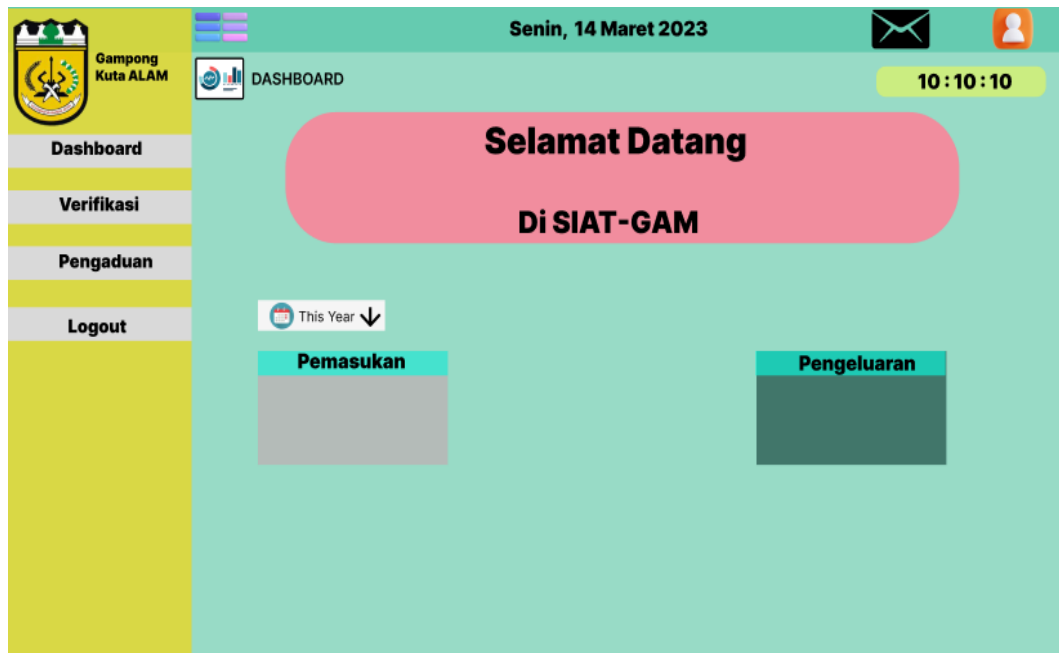 Gampong
Kuta ALAM
Senin, 14 Maret 2023
DASHBOARD
10:10:10
Dashboard
Verifikasi
Pengaduan
Logout
Selamat Datang
Di SIAT-GAM
This Year
Pemasukan
Pengeluaran